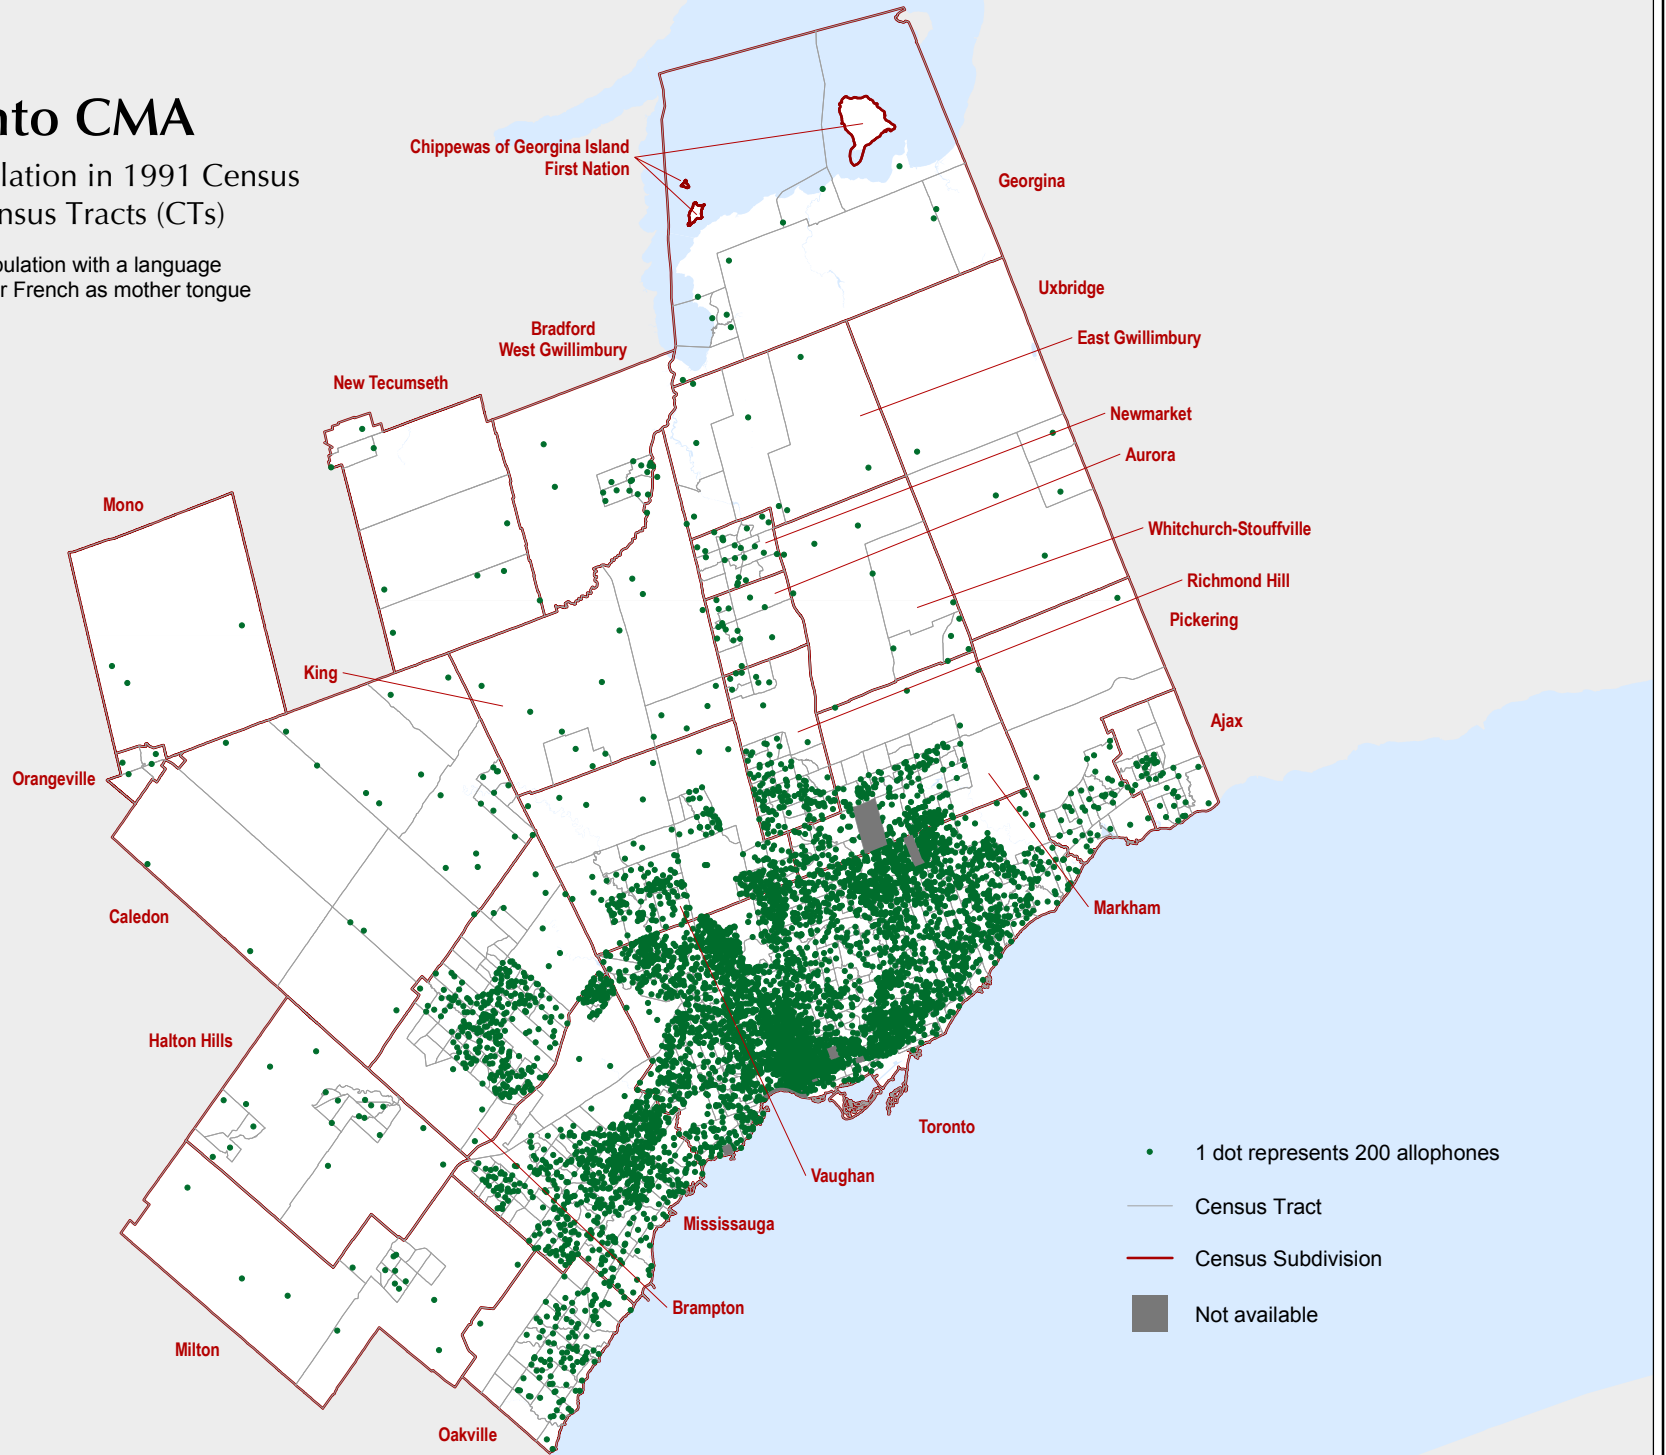 nto CMA
lation in 1991 Census
nsus Tracts (CTs)
pulation with a language
r French as mother tongue
Chippewas of Georgina Island
First Nation
Georgina
Uxbridge
Bradford
West Gwillimbury
East Gwillimbury
New Tecumseth
Newmarket
Aurora
Mono
Whitchurch-Stouffville
Richmond Hill
Pickering
King
Ajax
Orangeville
Markham
Caledon
Halton Hills
Toronto
Vaughan
Mississauga
Brampton
Milton
Oakville
1 dot represents 200 allophones
Census Tract
Census Subdivision
Not available